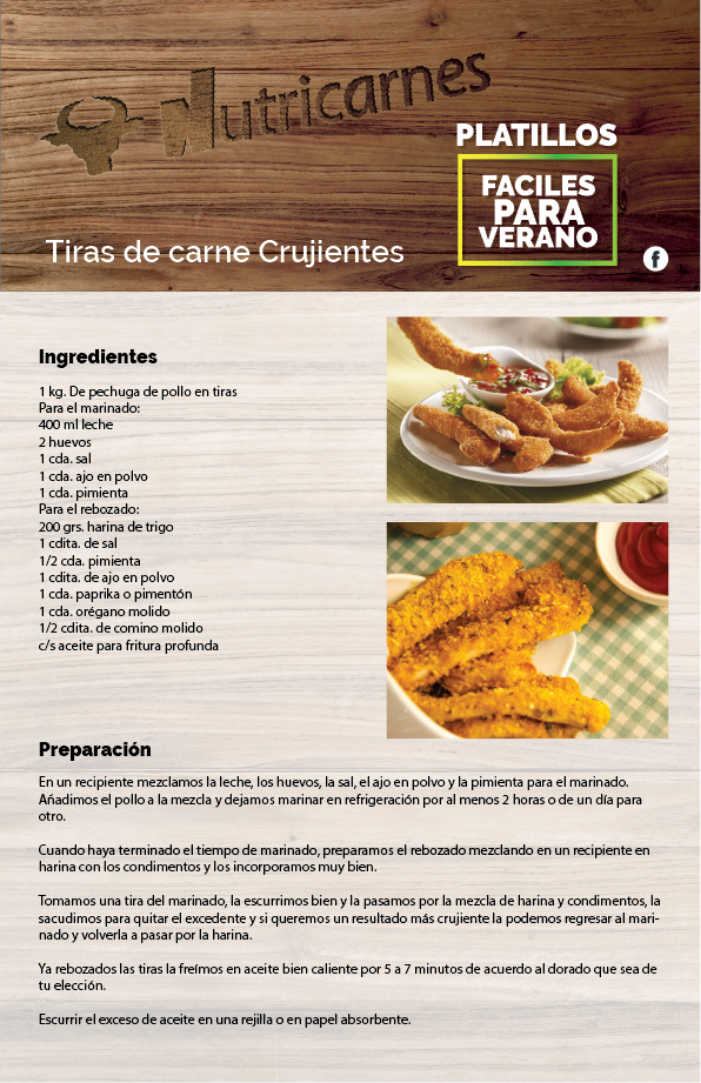 Nutricarnes
PLATILLOS
FACILES
PARA
VERANO
Tiras de carne Crujientes
f
Ingredientes
1 kg. De pechuga de pollo en tiras
Para el marinado:
400 ml leche
2 huevos
1 cda. sal
1 cda. ajo en polvo
1 cda. pimienta
Para el rebozado:
200 grs. harina de trigo
1 cdita. de sal
1/2 cda. pimienta
1 cdita. de ajo en polvo
1 cda. paprika o pimentón
1 cda. orégano molido
1/2 cdita. de comino molido
c/s aceite para fritura profunda
Preparación
En un recipiente mezclamos la leche, los huevos, la sal, el ajo en polvo y la pimienta para el marinado.
Añadimos el pollo a la mezcla y dejamos marinar en refrigeración por al menos 2 horas o de un día para
otro.
Cuando haya terminado el tiempo de marinado, preparamos el rebozado mezclando en un recipiente en
harina con los condimentos y los incorporamos muy bien.
Tomamos una tira del marinado, la escurrimos bien y la pasamos por la mezcla de harina y condimentos, la
sacudimos para quitar el excedente y si queremos un resultado más crujiente la podemos regresar al mari-
nado y volverla a pasar por la harina.
Ya rebozados las tiras la freímos en aceite bien caliente por 5 a 7 minutos de acuerdo al dorado que sea de
tu elección.
Escurrir el exceso de aceite en una rejilla o en papel absorbente.